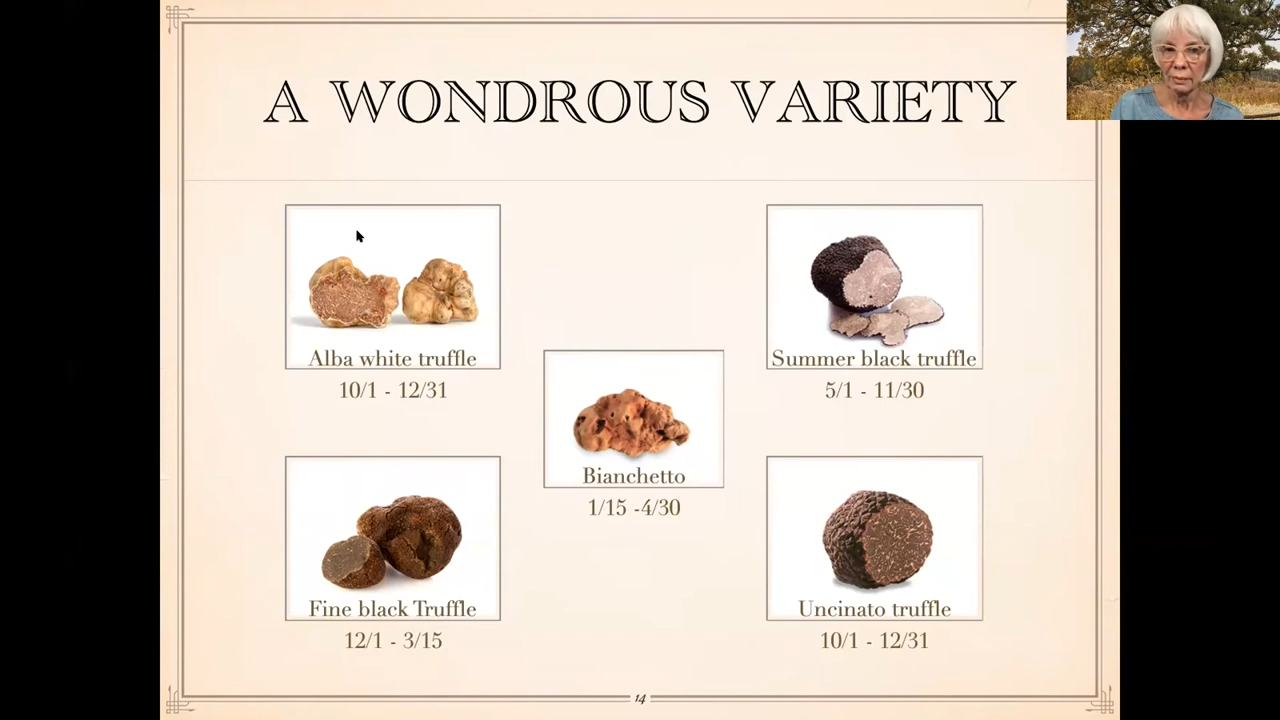 A WONDROUS VARIETY
Alba white truffle
10/1 - 12/31
Summer black truffle
5/1 - 11/30
Bianchetto
1/15 -4/30
Fine black Truffle
12/1 - 3/15
Uncinato truffle
10/1 - 12/31
14